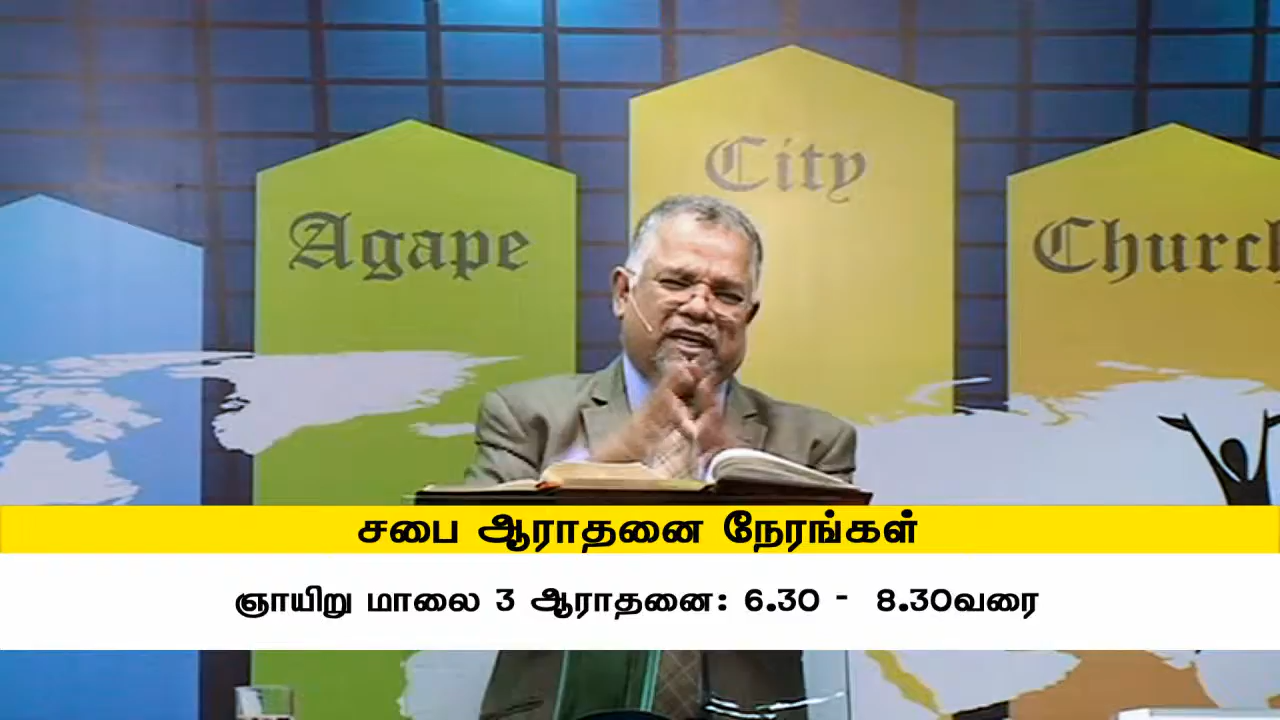 City
Agape
Church
சபை ஆராதனை நேரங்கள்
ஞாயிறு மாலை 3 ஆராதனை: 6.30 - 8.30வரை